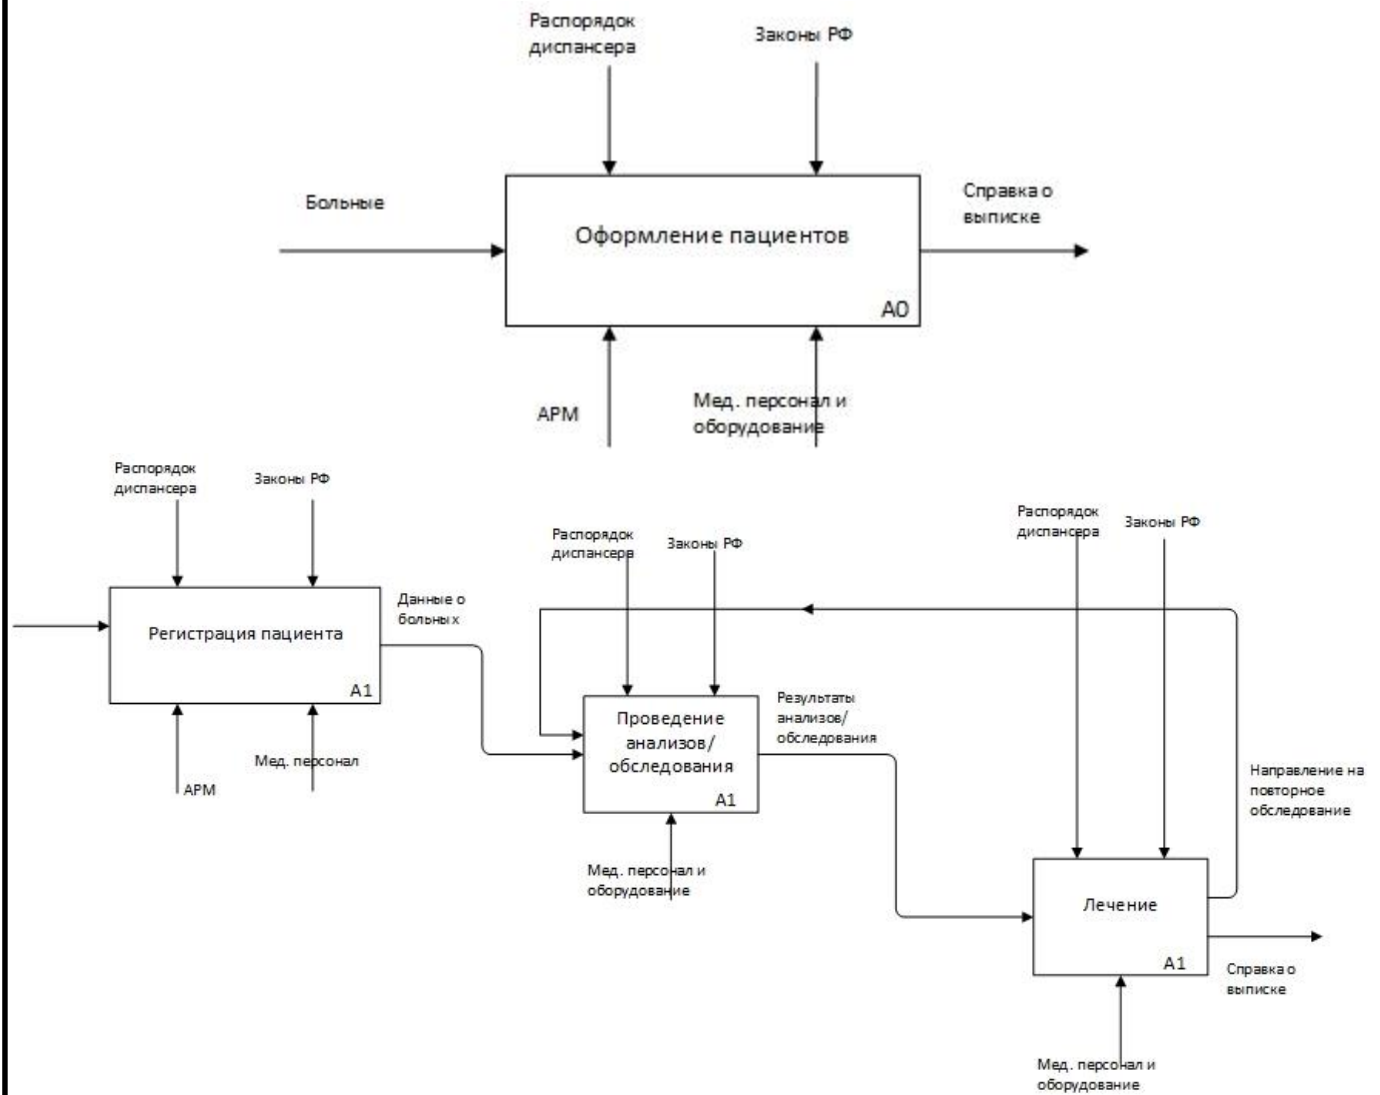 Распорядок
диспансера
Законы РФ
Больные
Справка о
выписке
Оформление пациентов
А0
АРМ
Мед. персонал и
оборудование
Распорядок
диспансера
Законы РФ
Регистрация пациента
А1
Данные о
больных
АРМ
Мед. персонал
Распорядок
диспансера
Законы РФ
Проведение
анализов/
обследования
А1
Результаты
анализов/
обследования
Мед. персонал и
оборудование
Распорядок
диспансера
Законы РФ
Направление на
повторное
обследование
Лечение
А1
Справка о
выписке
Мед. персонал и
оборудование